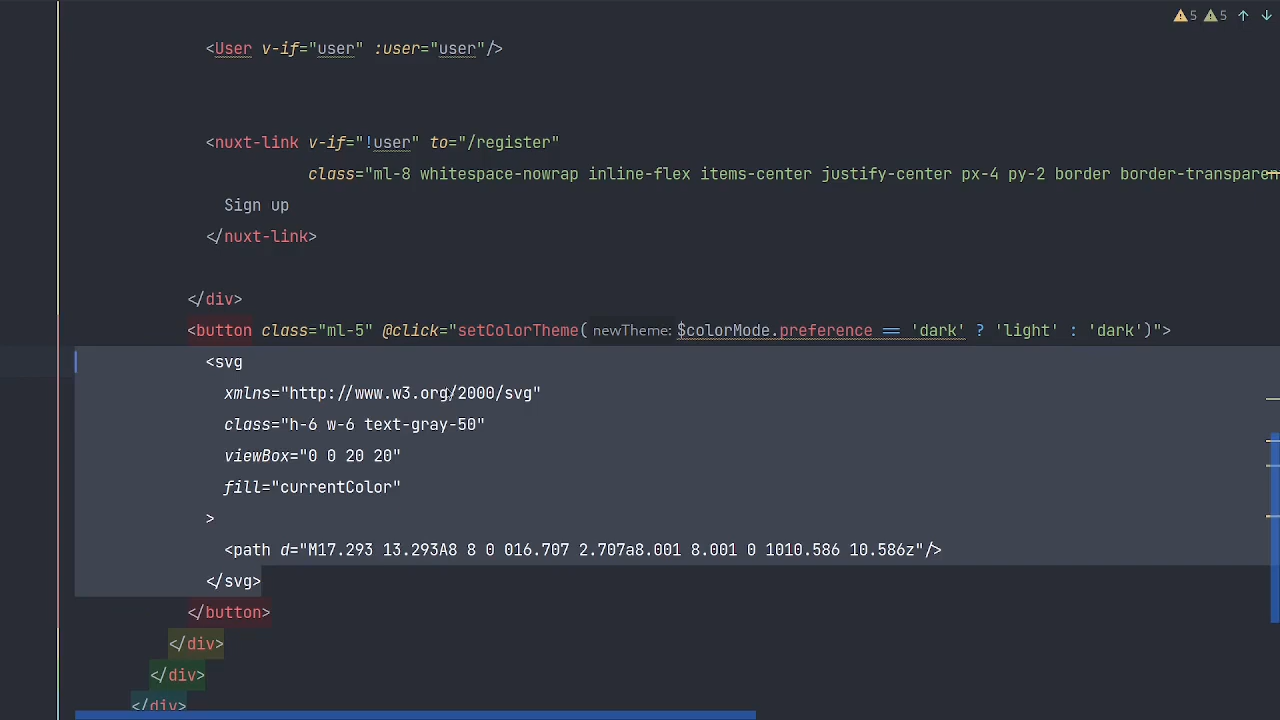 5 5
<User v-if="user" :user="user"/>
<nuxt-link v-if="!user" to="/register"
class="ml-8 whitespace-nowrap inline-flex items-center justify-center px-4 py-2 border border-transparen
Sign up
</nuxt-link>
</div>
<button class="ml-5" @click="setColorTheme( newTheme: $colorMode.preference == 'dark' ? 'light' : 'dark')">
<svg
xmlns="http://www.w3.org/2000/svg"
class="h-6 w-6 text-gray-50"
viewBox="0 0 20 20"
fill="currentColor"
>
<path d="M17.293 13.293A8 8 0 016.707 2.707a8.001 8.001 0 1010.586 10.586z"/>
</svg>
</button>
</div>
</div>
</div>